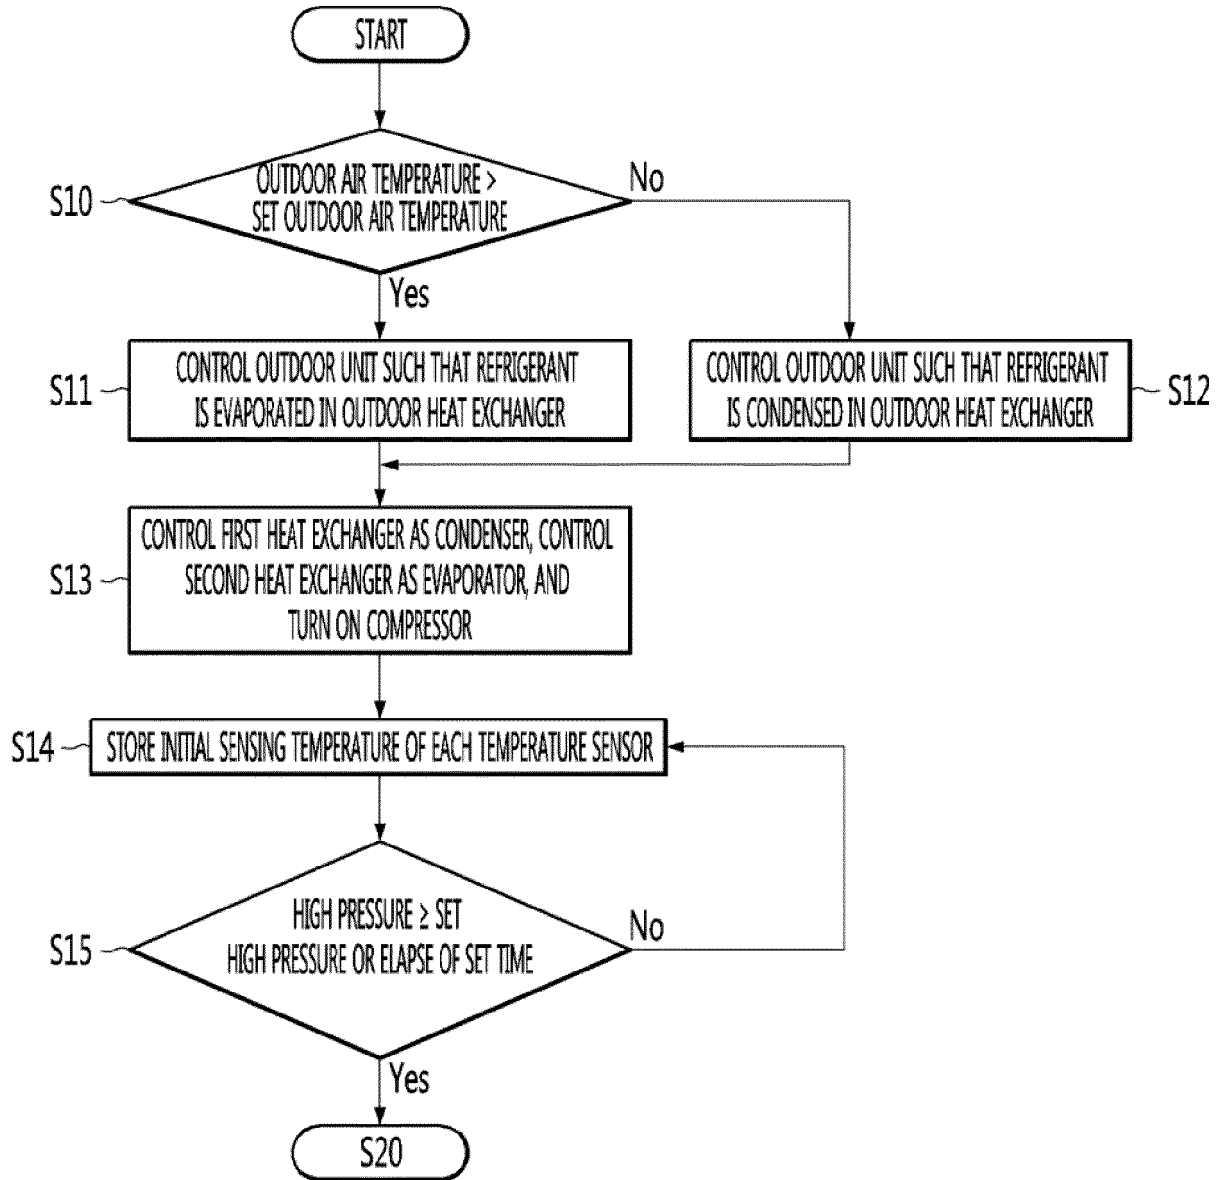 START
S10
OUTDOOR AIR TEMPERATURE >
SET OUTDOOR AIR TEMPERATURE
No
Yes
S11
CONTROL OUTDOOR UNIT SUCH THAT REFRIGERANT
IS EVAPORATED IN OUTDOOR HEAT EXCHANGER
CONTROL OUTDOOR UNIT SUCH THAT REFRIGERANT
IS CONDENSED IN OUTDOOR HEAT EXCHANGER
S12
S13
CONTROL FIRST HEAT EXCHANGER AS CONDENSER, CONTROL
SECOND HEAT EXCHANGER AS EVAPORATOR, AND
TURN ON COMPRESSOR
S14
STORE INITIAL SENSING TEMPERATURE OF EACH TEMPERATURE SENSOR
S15
HIGH PRESSURE ≥ SET
HIGH PRESSURE OR ELAPSE OF SET TIME
No
Yes
S20